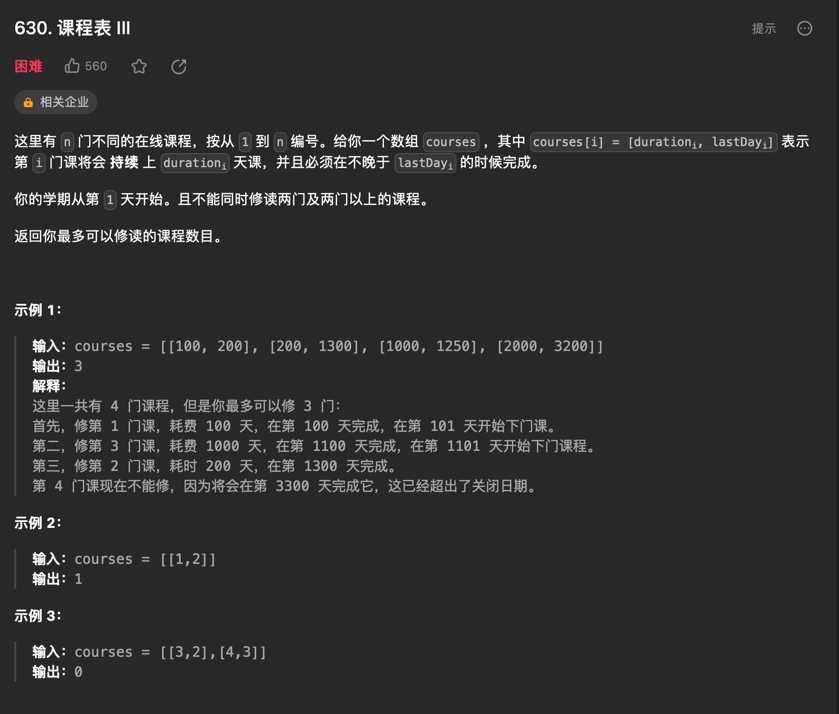 630. 课程表 III
提示
困难
560
相关企业
这里有 n 门不同的在线课程，按从 1 到 n 编号。给你一个数组 courses ，其中 courses[i] = [durationi, lastDayi] 表示
第 i 门课将会 持续 上 durationi 天课，并且必须在不晚于 lastDayi 的时候完成。
你的学期从第 1 天开始。且不能同时修读两门及两门以上的课程。
返回你最多可以修读的课程数目。
示例 1：
输入：courses = [[100, 200], [200, 1300], [1000, 1250], [2000, 3200]]
输出：3
解释：
这里一共有 4 门课程，但是你最多可以修 3 门：
首先，修第 1 门课，耗费 100 天，在第 100 天完成，在第 101 天开始下门课。
第二，修第 3 门课，耗费 1000 天，在第 1100 天完成，在第 1101 天开始下门课程。
第三，修第 2 门课，耗时 200 天，在第 1300 天完成。
第 4 门课现在不能修，因为将会在第 3300 天完成它，这已经超出了关闭日期。
示例 2：
输入：courses = [[1,2]]
输出：1
示例 3：
输入：courses = [[3,2],[4,3]]
输出：0